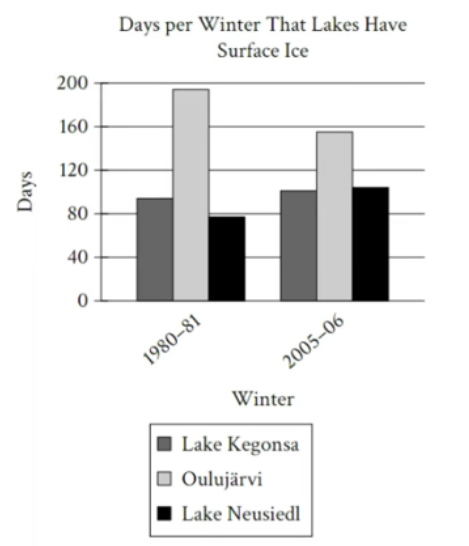 Days per Winter That Lakes Have
Surface Ice
Days
200
160
120
80
40
0
1980–81
2005–06
Winter
Lake Kegonsa
Oulujärvi
Lake Neusiedl